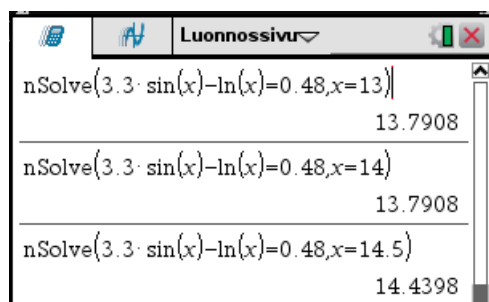 Luonnossivu
nSolve(3.3· sin(x)−ln(x)=0.48,x=13)
13.7908
nSolve(3.3· sin(x)−ln(x)=0.48,x=14)
13.7908
nSolve(3.3· sin(x)−ln(x)=0.48,x=14.5)
14.4398